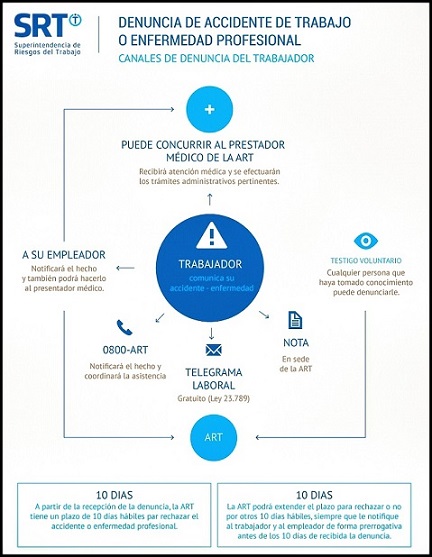 SRT
Superintendencia
de Riesgos del Trabajo
DENUNCIA DE ACCIDENTE DE TRABAJO
O ENFERMEDAD PROFESIONAL
CANALES DE DENUNCIA DEL TRABAJADOR
PUEDE CONCURRIR AL PRESTADOR
MÉDICO DE LA ART
Recibirá atención médica y se efectuarán
los trámites administrativos pertinentes.
A SU EMPLEADOR
Notificará el hecho
y también podrá hacerlo
al presentador médico.
TRABAJADOR
comunica su
accidente - enfermedad
TESTIGO VOLUNTARIO
Cualquier persona que
haya tomado conocimiento
puede denunciarle.
0800-ART
Notificará el hecho y
coordinará la asistencia
TELEGRAMA
LABORAL
Gratuito (Ley 23.789)
NOTA
En sede
de la ART
ART
10 DIAS
A partir de la recepción de la denuncia, la ART
tiene un plazo de 10 días hábiles par rechazar el
accidente o enfermedad profesional.
10 DIAS
La ART podrá extender el plazo para rechazar o no
por otros 10 días hábiles, siempre que le notifique
al trabajador y al empleador de forma prerrogativa
antes de los 10 días de recibida la denuncia.